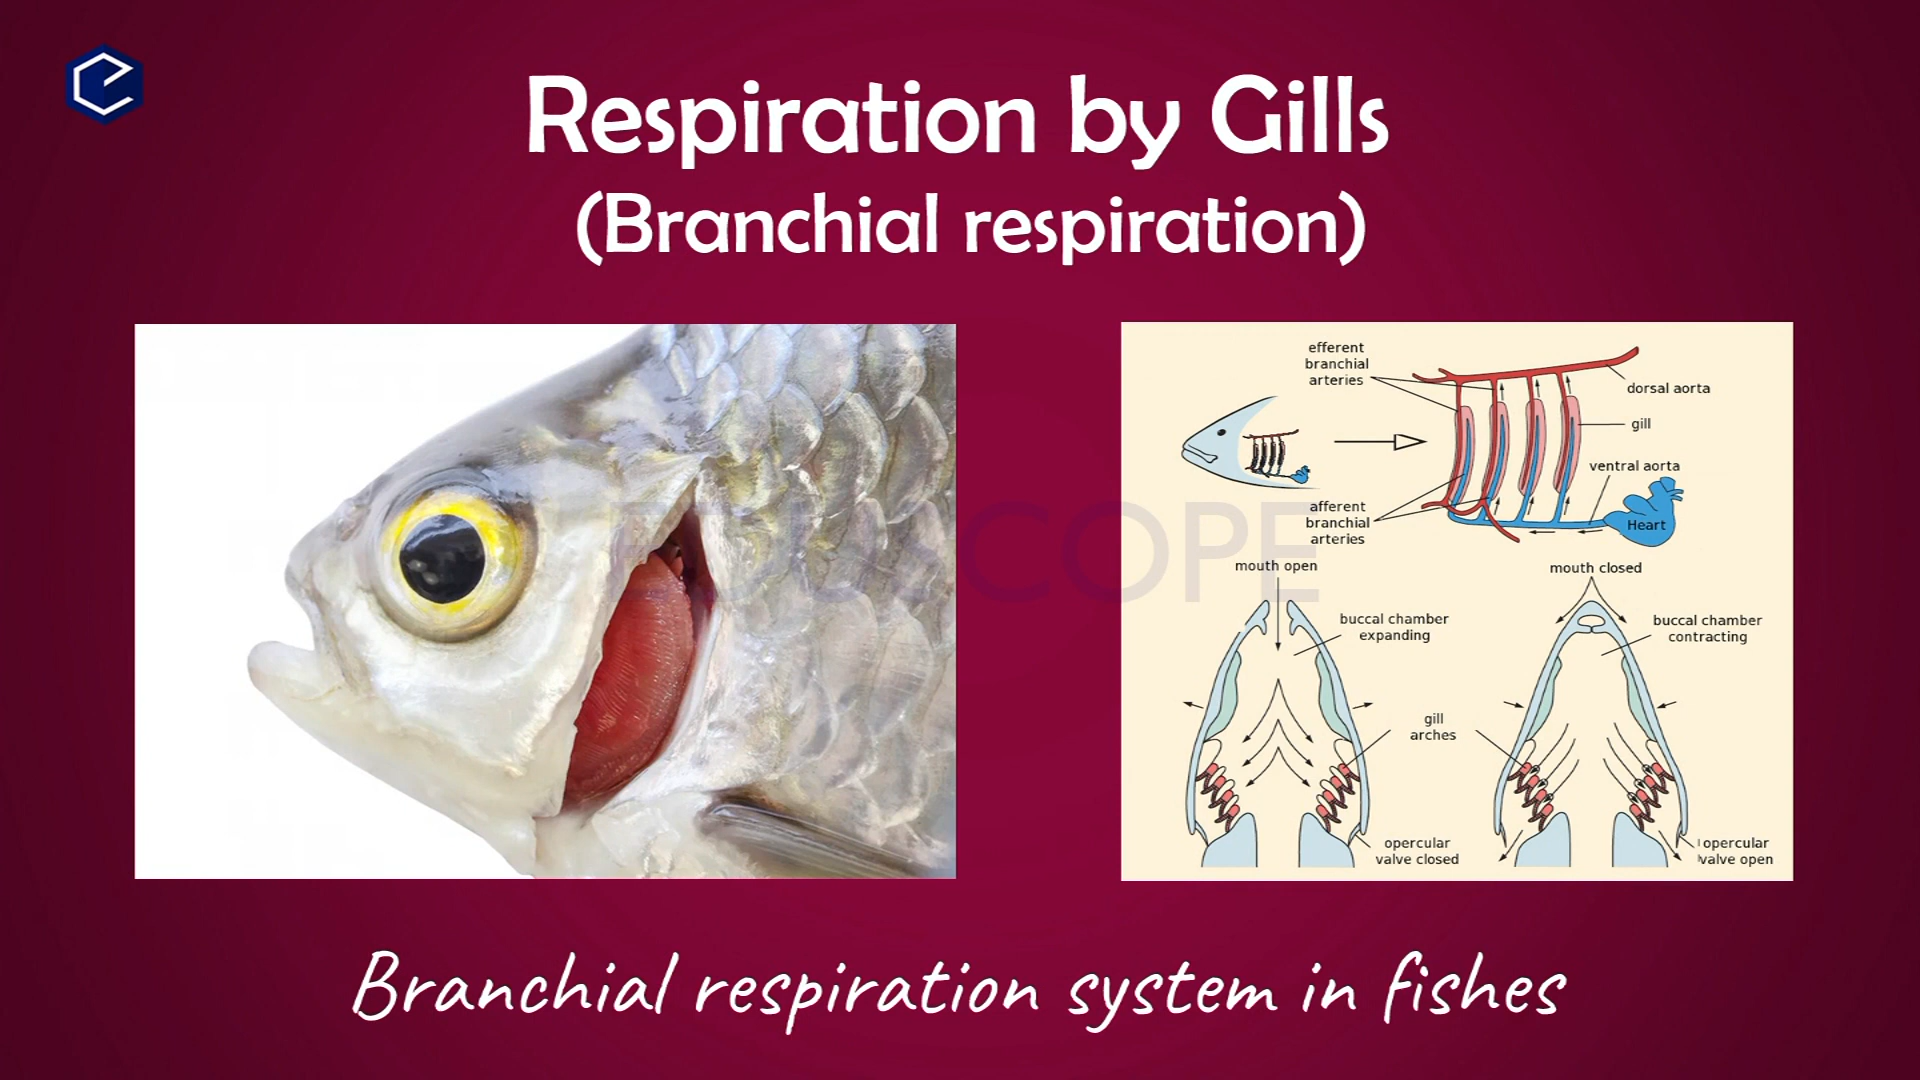 Respiration by Gills
(Branchial respiration)
efferent
branchial
arteries
dorsal aorta
gill
ventral aorta
Heart
afferent
branchial
arteries
EDUSCOPE
mouth open
buccal chamber
expanding
gill
arches
opercular
valve closed
mouth closed
buccal chamber
contracting
opercular
valve open
Branchial respiration system in fishes